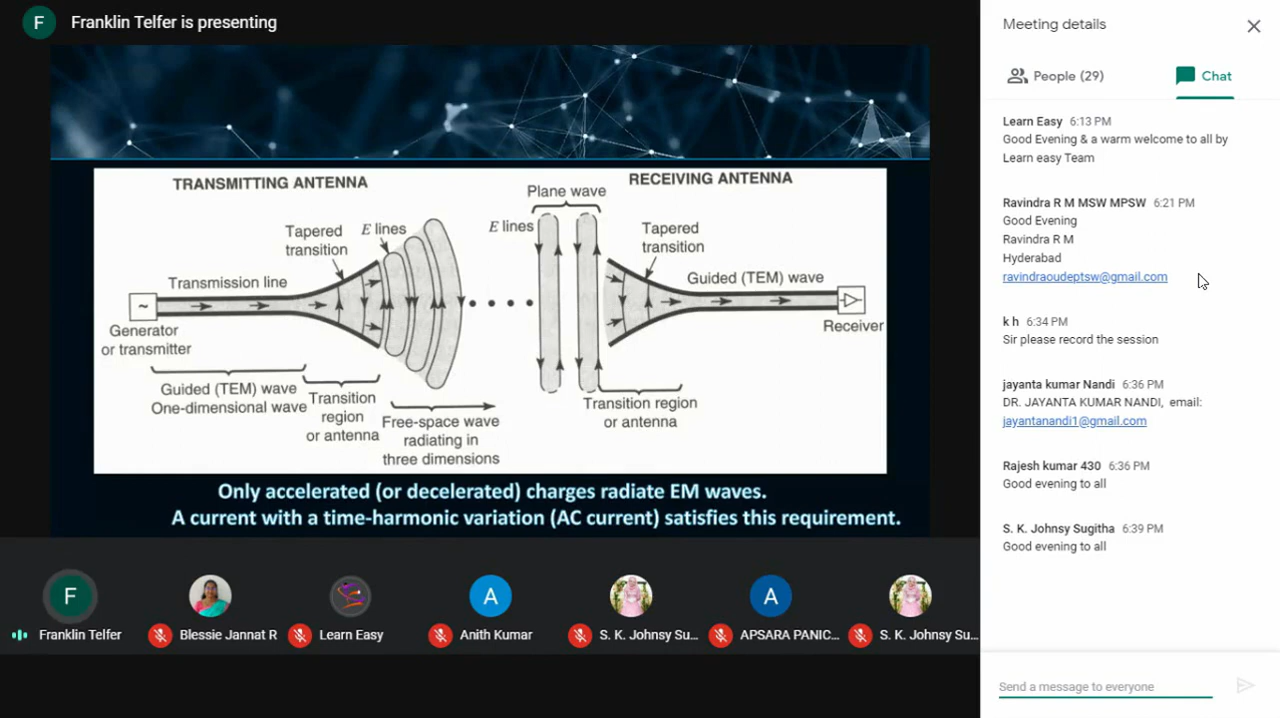 F
Franklin Telfer is presenting
TRANSMITTING ANTENNA
RECEIVING ANTENNA
Plane wave
Tapered
transition
E lines
E lines
Tapered
transition
Transmission line
Guided (TEM) wave
~
Generator
or transmitter
Receiver
Guided (TEM) wave
One-dimensional wave
Transition
region
or antenna
Free-space wave
radiating in
three dimensions
Transition region
or antenna
Only accelerated (or decelerated) charges radiate EM waves.
A current with a time-harmonic variation (AC current) satisfies this requirement.
F
A
A
Franklin Telfer
Blessie Jannat R
Learn Easy
Anith Kumar
S. K. Johnsy Su...
APSARA PANIC...
S. K. Johnsy Su...
Meeting details
People (29)
Chat
Learn Easy 6:13 PM
Good Evening & a warm welcome to all by
Learn easy Team
Ravindra R M MSW MPSW 6:21 PM
Good Evening
Ravindra R M
Hyderabad
ravindraoudeptsw@gmail.com
k h 6:34 PM
Sir please record the session
jayanta kumar Nandi 6:36 PM
DR. JAYANTA KUMAR NANDI, email:
jayantanandi1@gmail.com
Rajesh kumar 430 6:36 PM
Good evening to all
S. K. Johnsy Sugitha 6:39 PM
Good evening to all
Send a message to everyone